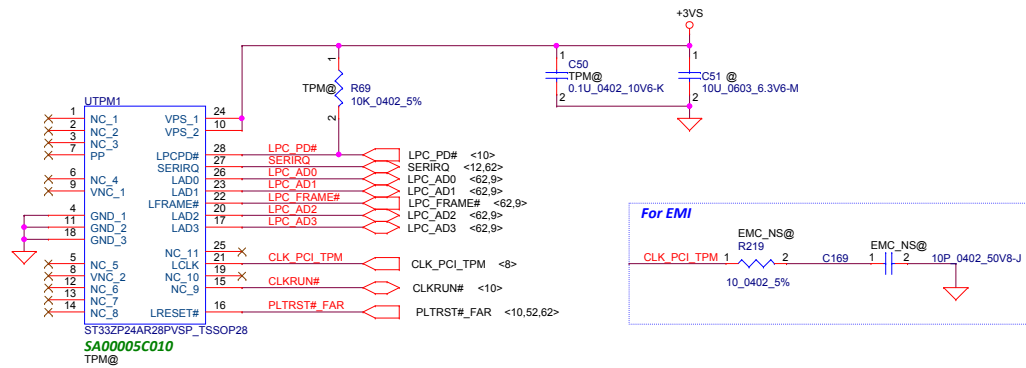 +3VS
1
R69
10K_0402_5%
TPM@
2
1
C50
TPM@
0.1U_0402_10V6-K
2
1
C51 @
10U_0603_6.3V6-M
2
UTPM1
1 NC_1 VPS_1 24
2 NC_2 VPS_2 10
3 NC_3
7 PP LPCPD# 28 LPC_PD# LPC_PD# <10>
SERIRQ 27 SERIRQ SERIRQ <12,62>
6 NC_4 LAD0 26 LPC_AD0 LPC_AD0 <62,9>
9 VNC_1 LAD1 23 LPC_AD1 LPC_AD1 <62,9>
LFRAME# 22 LPC_FRAME# LPC_FRAME# <62,9>
4 GND_1 LAD2 20 LPC_AD2 LPC_AD2 <62,9>
11 GND_2 LAD3 17 LPC_AD3 LPC_AD3 <62,9>
18 GND_3
NC_11 25
5 NC_5 LCLK 21 CLK_PCI_TPM CLK_PCI_TPM <8>
8 VNC_2 NC_10 19
12 NC_6 NC_9 15 CLKRUN# CLKRUN# <10>
13 NC_7
14 NC_8 LRESET# 16 PLTRST#_FAR PLTRST#_FAR <10,52,62>
ST33ZP24AR28PVSP_TSSOP28
SA00005C010
TPM@
For EMI
EMC_NS@
R219
CLK_PCI_TPM 1 2
10_0402_5%
EMC_NS@
C169 1 2 10P_0402_50V8-J